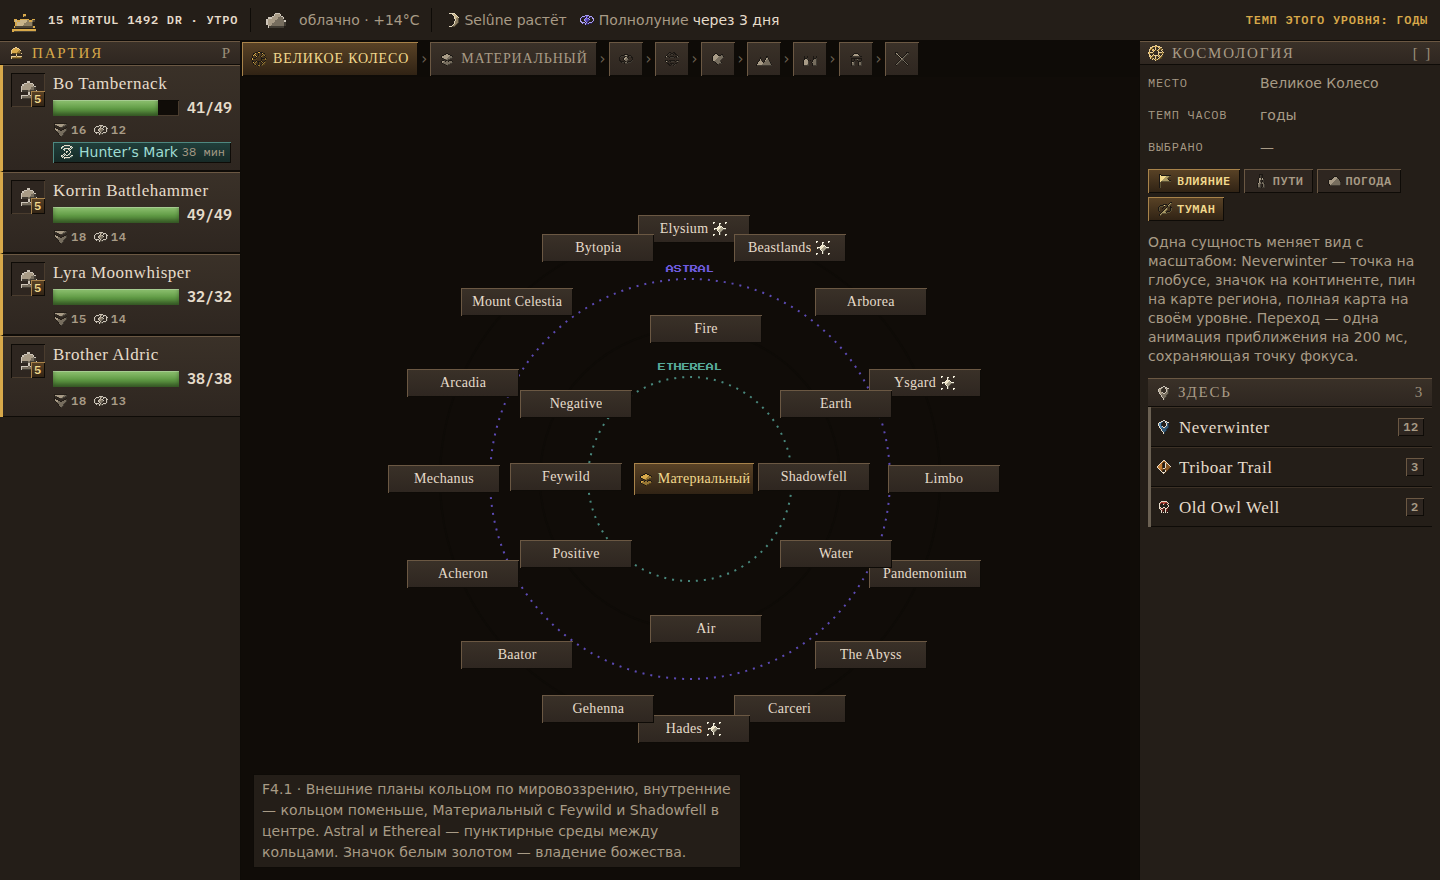 15 MIRTUL 1492 DR · УТРО
облачно · +14°C
Selûne растёт
Полнолуние через 3 дня
ТЕМП ЭТОГО УРОВНЯ: ГОДЫ
ПАРТИЯ P
Bo Tambernack
5
41/49
16 12
Hunter's Mark 38 мин
Korrin Battlehammer
5
49/49
18 14
Lyra Moonwhisper
5
32/32
15 14
Brother Aldric
5
38/38
18 13
ВЕЛИКОЕ КОЛЕСО › МАТЕРИАЛЬНЫЙ › › › › › › ›
Elysium
Bytopia
Beastlands
ASTRAL
Mount Celestia
Arborea
Fire
ETHEREAL
Arcadia
Ysgard
Negative
Earth
Mechanus
Feywild
Материальный
Shadowfell
Limbo
Positive
Water
Acheron
Pandemonium
Air
Baator
The Abyss
Gehenna
Carceri
Hades
F4.1 · Внешние планы кольцом по мировоззрению, внутренние
— кольцом поменьше, Материальный с Feywild и Shadowfell в
центре. Astral и Ethereal — пунктирные среды между
кольцами. Значок белым золотом — владение божества.
КОСМОЛОГИЯ [ ]
МЕСТО Великое Колесо
ТЕМП ЧАСОВ годы
ВЫБРАНО —
ВЛИЯНИЕ ПУТИ ПОГОДА
ТУМАН
Одна сущность меняет вид с
масштабом: Neverwinter — точка на
глобусе, значок на континенте, пин
на карте региона, полная карта на
своём уровне. Переход — одна
анимация приближения на 200 мс,
сохраняющая точку фокуса.
ЗДЕСЬ 3
Neverwinter 12
Triboar Trail 3
Old Owl Well 2